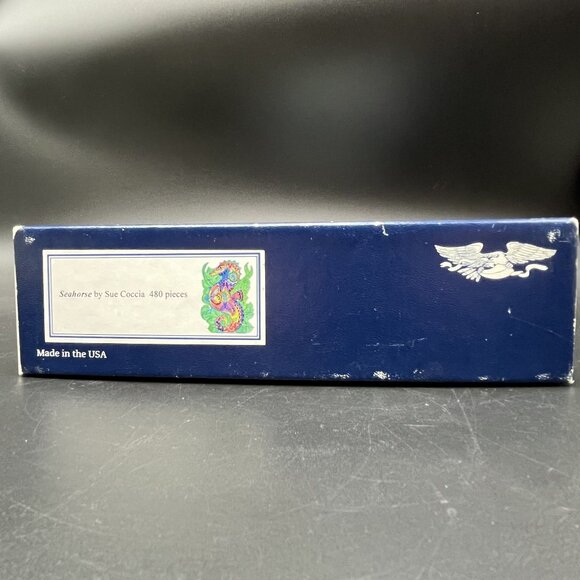 Seahorse by Sue Coccia 480 pieces
Made in the USA